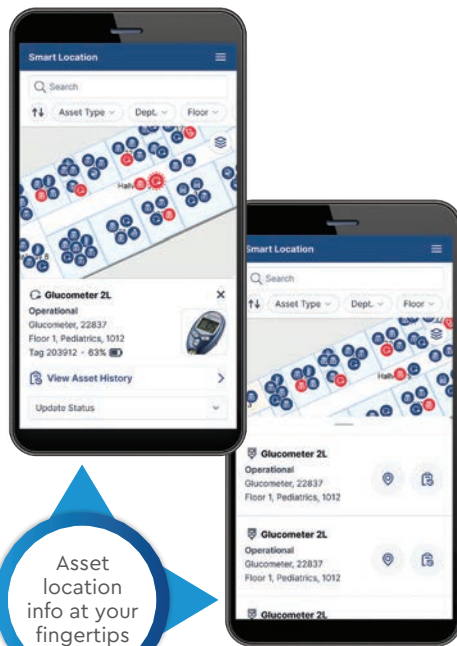 Smart Location
Search
Asset Type
Dept.
Floor
Glucometer 2L
Operational
Glucometer, 22837
Floor 1, Pediatrics, 1012
Tag 203912 - 63%
View Asset History
Update Status
Smart Location
Search
Asset Type
Dept.
Floor
Glucometer 2L
Operational
Glucometer, 22837
Floor 1, Pediatrics, 1012
Glucometer 2L
Operational
Glucometer, 22837
Floor 1, Pediatrics, 1012
Glucometer 2L
Asset
location
info at your
fingertips